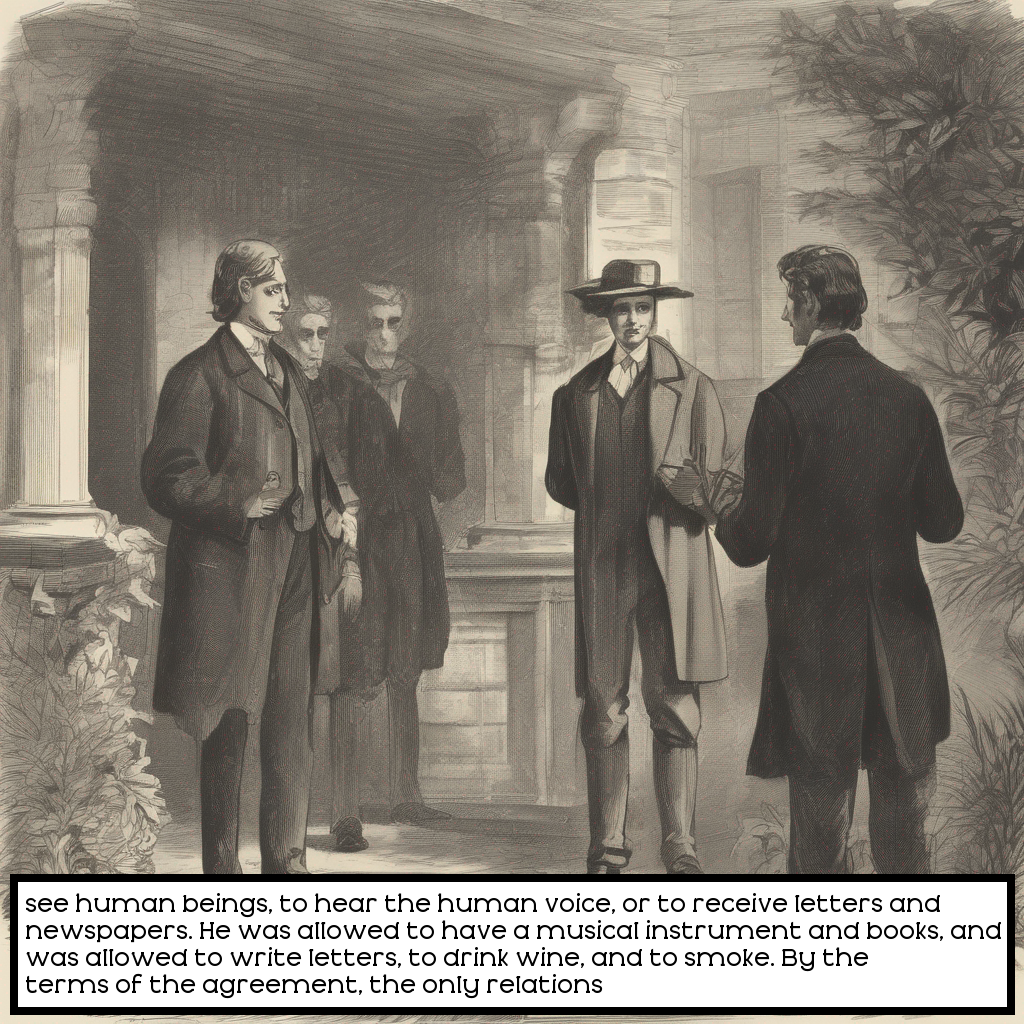 see human beings, to hear the human voice, or to receive letters and
newspapers. He was allowed to have a musical instrument and books, and
was allowed to write letters, to drink wine, and to smoke. By the
terms of the agreement, the only relations